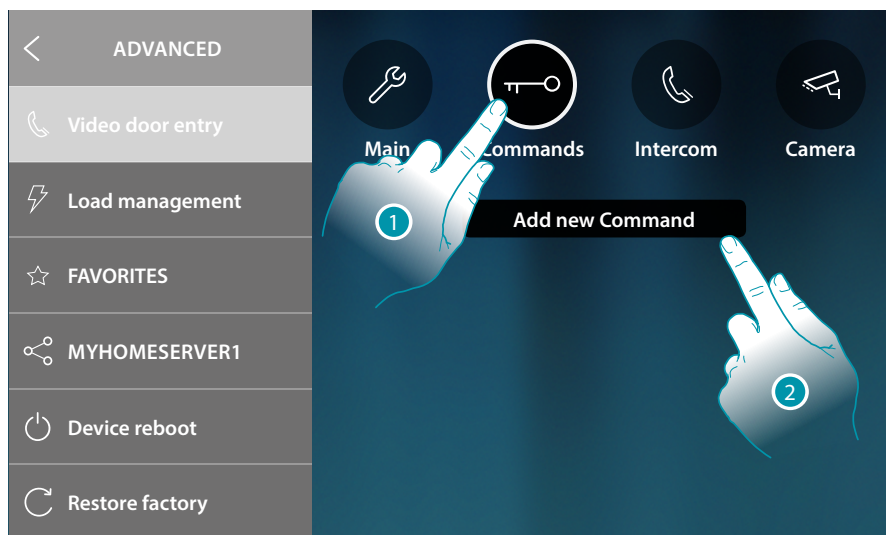 ADVANCED
Video door entry
Load management
FAVORITES
MYHOMESERVER1
Device reboot
Restore factory
Main
Commands
Intercom
Camera
1
Add new Command
2